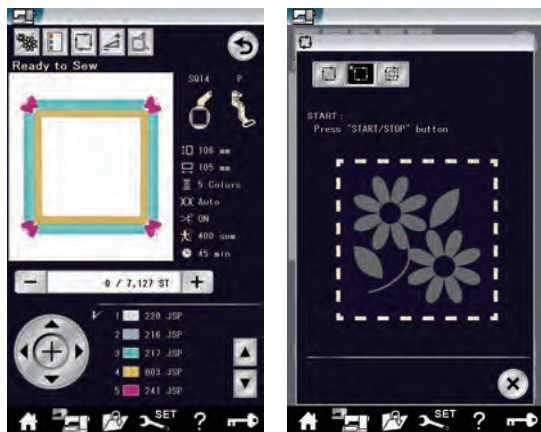 Ready to Sew
SQ14 P
106 mm
105 mm
5 Colors
Auto
ON
400 spm
45 min
− 0 / 7,127 ST +
1 220 JSP
2 216 JSP
3 217 JSP
4 003 JSP
5 241 JSP
SET ?
START :
Press "START/STOP" button
SET ?